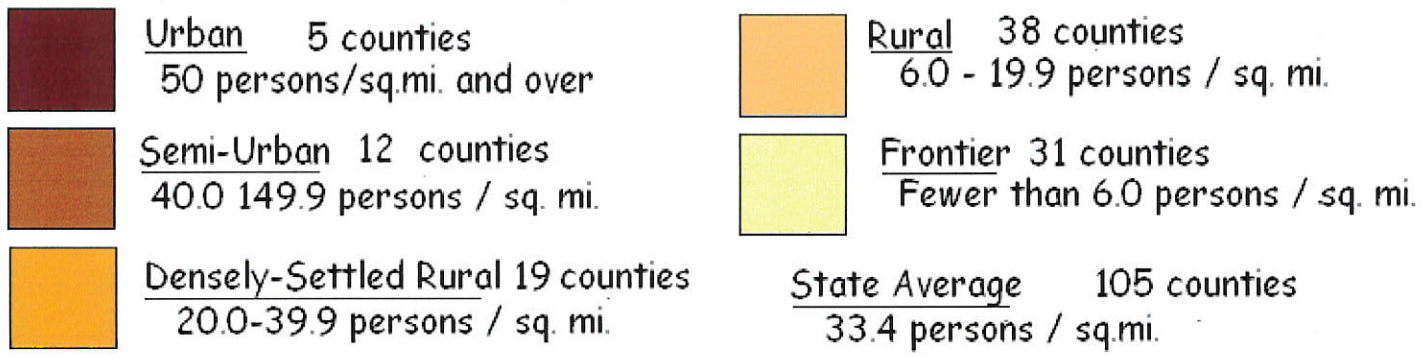 Urban 5 counties
50 persons/sq.mi. and over
Semi-Urban 12 counties
40.0 149.9 persons / sq. mi.
Densely-Settled Rural 19 counties
20.0-39.9 persons / sq. mi.
Rural 38 counties
6.0 - 19.9 persons / sq. mi.
Frontier 31 counties
Fewer than 6.0 persons / sq. mi.
State Average 105 counties
33.4 persons / sq.mi.